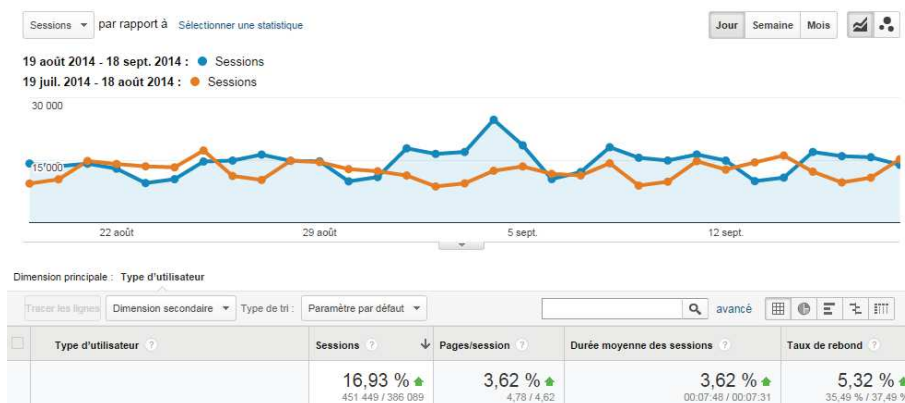 Sessions par rapport à Sélectionner une statistique Jour Semaine Mois
19 août 2014 - 18 sept. 2014 : Sessions
19 juil. 2014 - 18 août 2014 : Sessions
30 000
15 000
22 août 29 août 5 sept. 12 sept.
Dimension principale : Type d'utilisateur
Tracer les lignes Dimension secondaire Type de tri : Paramètre par défaut avancé
Type d'utilisateur ? Sessions ? Pages/session ? Durée moyenne des sessions ? Taux de rebond ?
16,93 % 3,62 % 3,62 % 5,32 %
451 449 / 386 089 4,78 / 4,62 00:07:48 / 00:07:31 35,49 % / 37,49 %